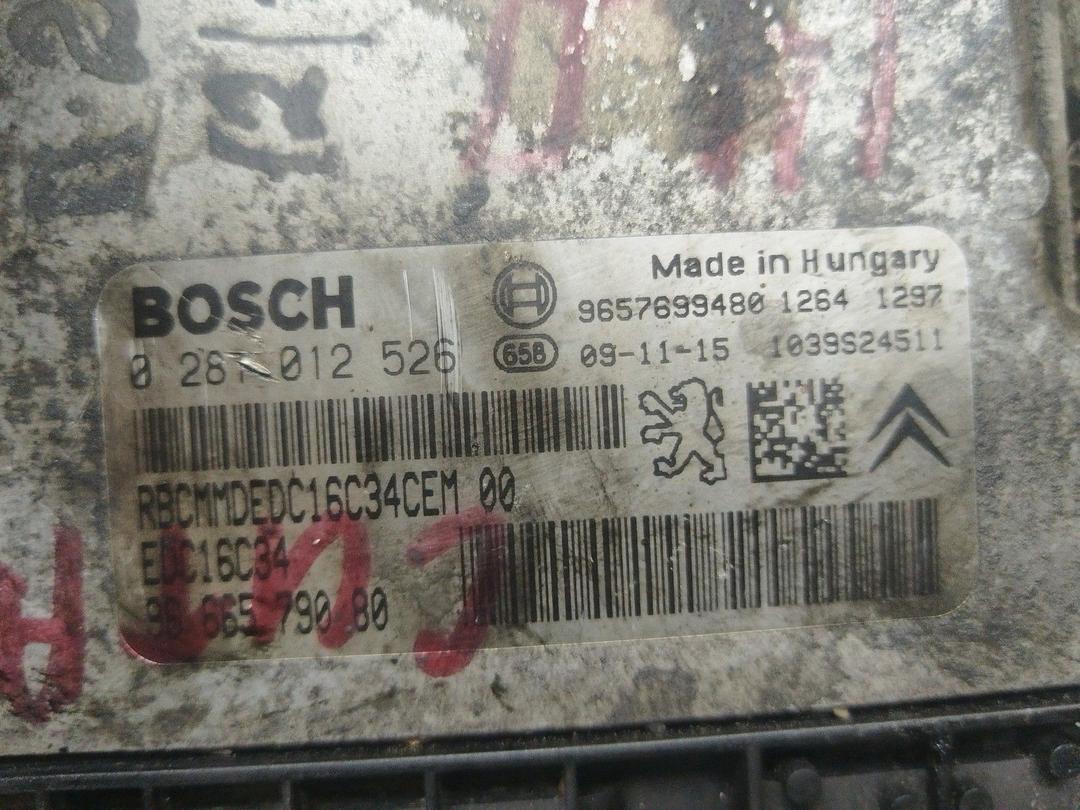 Made in Hungary
BOSCH
9657699480 1264 1297
0 281 012 526
658
09-11-15
1039S24511
RBCMMDEDC16C34CEM 00
EDC16C34
96 665 790 80